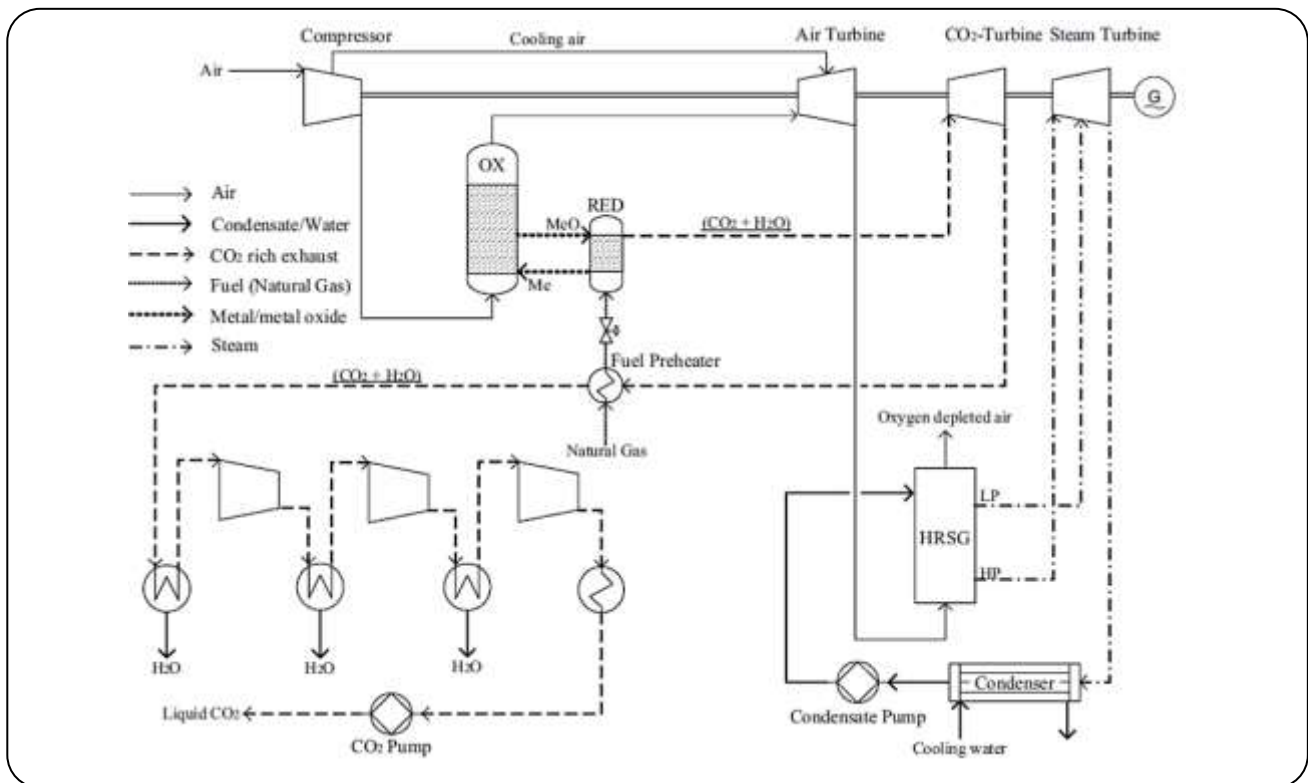 Compressor
Cooling air
Air Turbine
CO₂-Turbine
Steam Turbine
Air
G
OX
RED
MeO
(CO₂ + H₂O)
Me
Air
Condensate/Water
CO₂ rich exhaust
Fuel (Natural Gas)
Metal/metal oxide
Steam
(CO₂ + H₂O)
Fuel Preheater
Natural Gas
Oxygen depleted air
LP
HRSG
HP
H₂O
H₂O
H₂O
Liquid CO₂
CO₂ Pump
Condensate Pump
Condenser
Cooling water